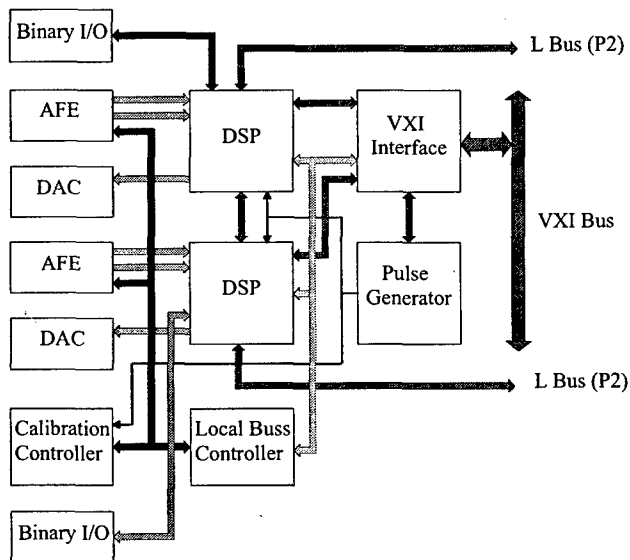 Binary I/O
L Bus (P2)
AFE
DSP
VXI
Interface
DAC
VXI Bus
AFE
DSP
Pulse
Generator
DAC
L Bus (P2)
Calibration
Controller
Local Buss
Controller
Binary I/O